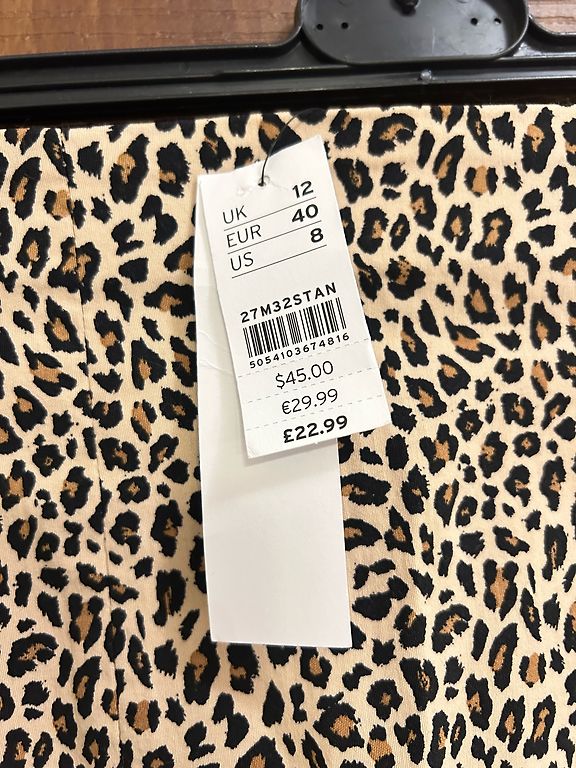 UK 12
EUR 40
US 8
27M32STAN
5054103674816
$45.00
€29.99
£22.99